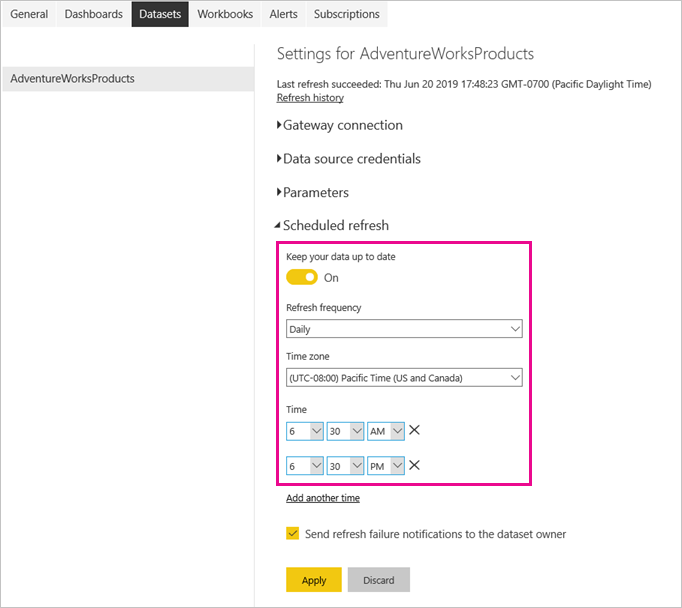 General Dashboards Datasets Workbooks Alerts Subscriptions
AdventureWorksProducts
Settings for AdventureWorksProducts
Last refresh succeeded: Thu Jun 20 2019 17:48:23 GMT-0700 (Pacific Daylight Time)
Refresh history
Gateway connection
Data source credentials
Parameters
Scheduled refresh
Keep your data up to date
On
Refresh frequency
Daily
Time zone
(UTC-08:00) Pacific Time (US and Canada)
Time
6 30 AM
6 30 PM
Add another time
Send refresh failure notifications to the dataset owner
Apply Discard